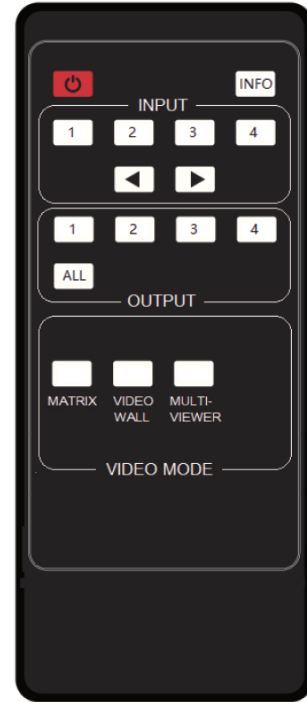 INFO
INPUT
1 2 3 4
1 2 3 4
ALL
OUTPUT
MATRIX VIDEO WALL MULTI-VIEWER
VIDEO MODE